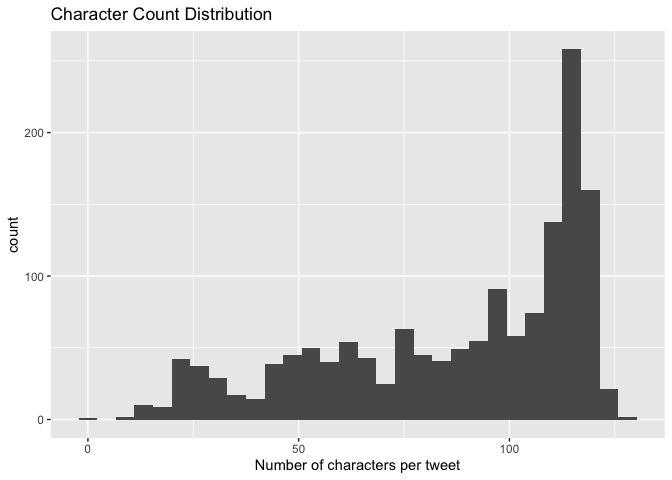 Character Count Distribution
200
100
0
count
0 50 100
Number of characters per tweet